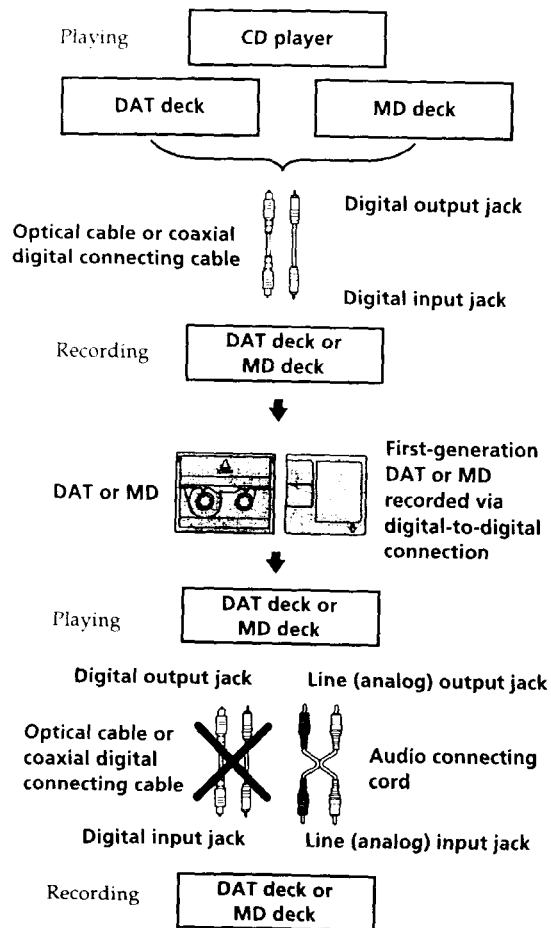 Playing
CD player
DAT deck
MD deck
Digital output jack
Optical cable or coaxial
digital connecting cable
Digital input jack
Recording
DAT deck or
MD deck
DAT or MD
First-generation
DAT or MD
recorded via
digital-to-digital
connection
Playing
DAT deck or
MD deck
Digital output jack
Line (analog) output jack
Optical cable or
coaxial digital
connecting cable
Audio connecting
cord
Digital input jack
Line (analog) input jack
Recording
DAT deck or
MD deck